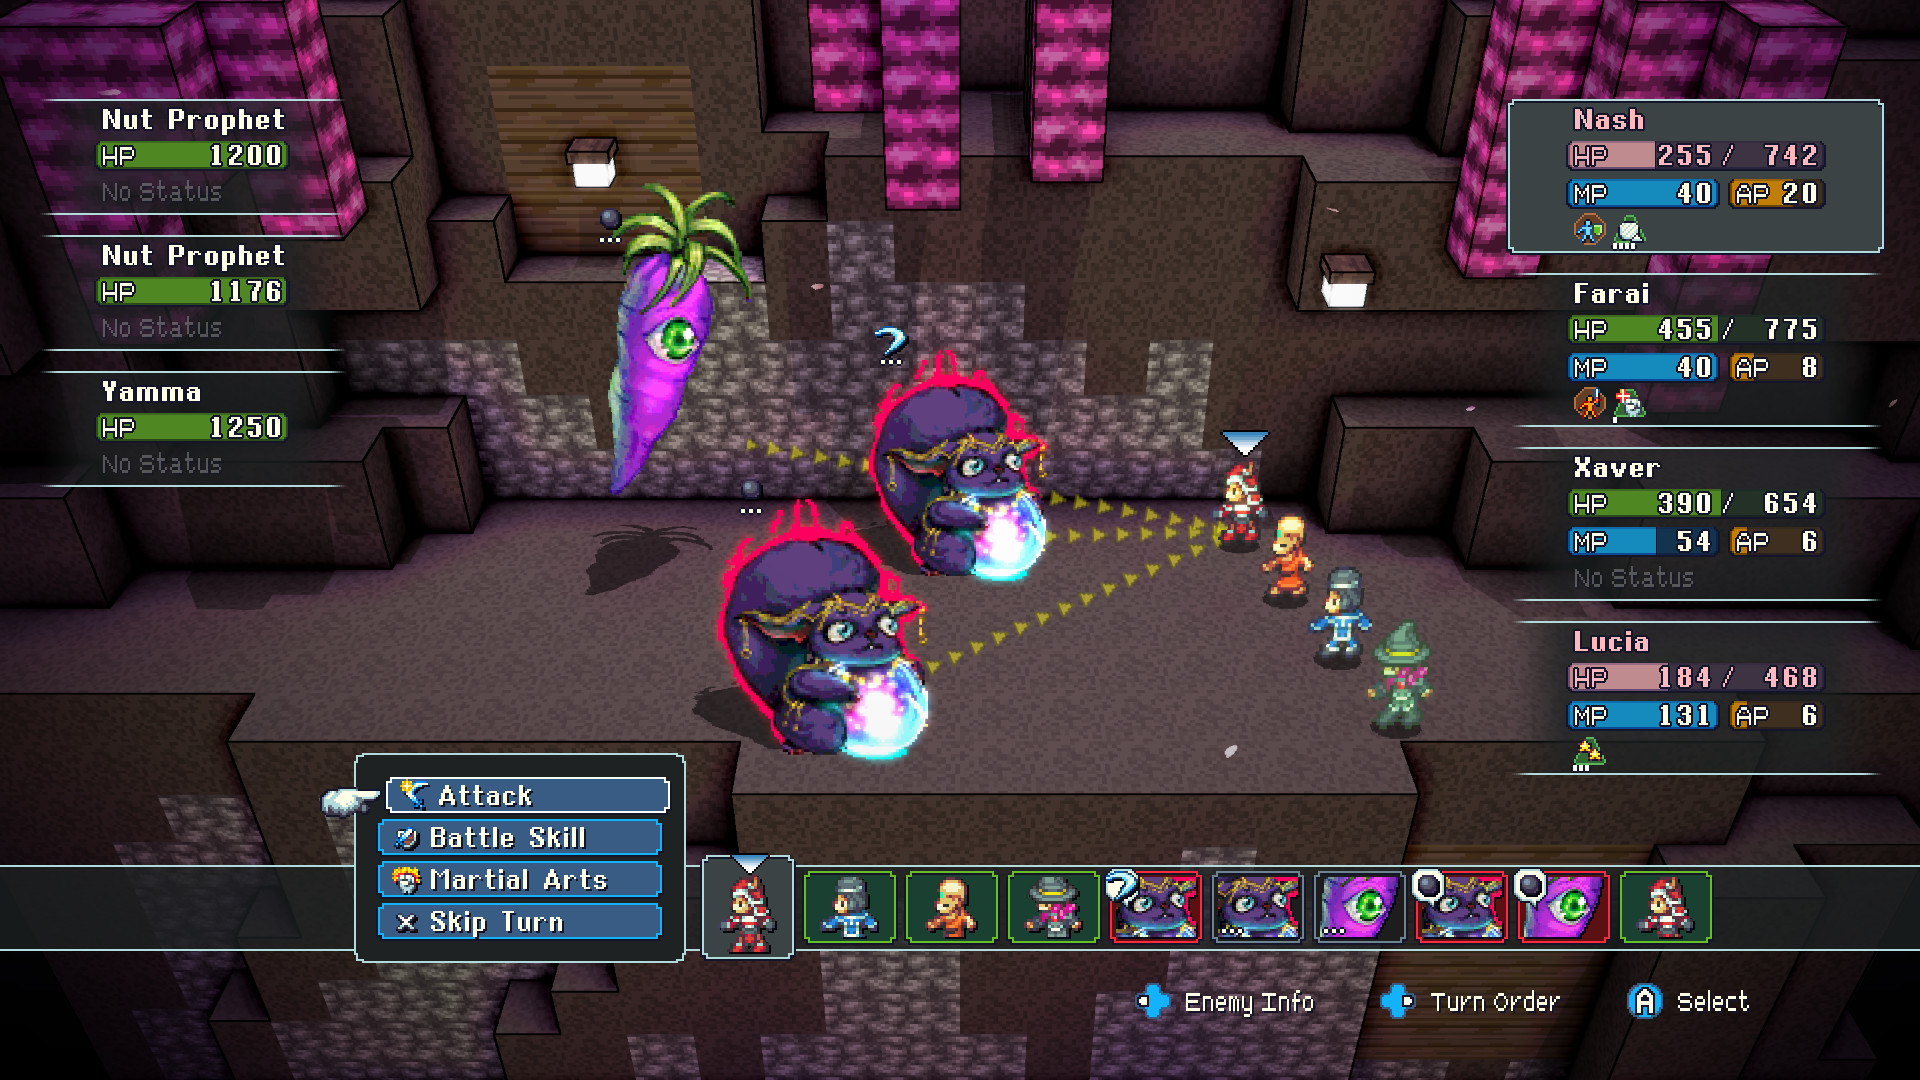 Nut Prophet
HP 1200
No Status
Nut Prophet
HP 1176
No Status
Yamma
HP 1250
No Status
Nash
HP 255/ 742
MP 40 AP 20
Farai
HP 455/ 775
MP 40 AP 8
Xaver
HP 390/ 654
MP 54 AP 6
No Status
Lucia
HP 184/ 468
MP 131 AP 6
Attack
Battle Skill
Martial Arts
Skip Turn
Enemy Info
Turn Order
A Select